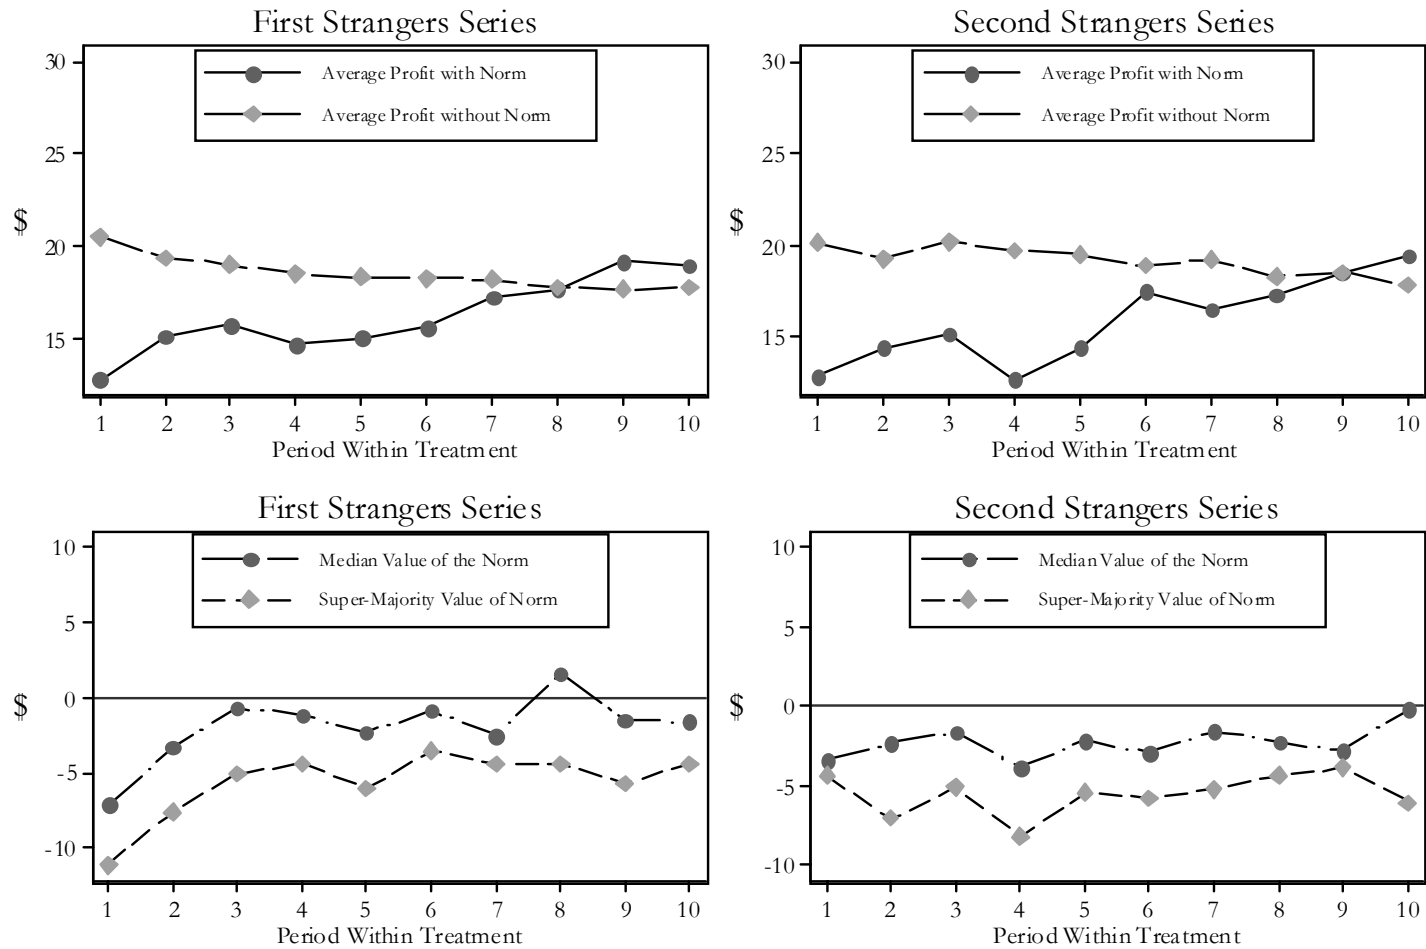 First Strangers Series
30
25
20
15
$
Average Profit with Norm
Average Profit without Norm
1 2 3 4 5 6 7 8 9 10
Period Within Treatment
Second Strangers Series
30
25
20
15
$
Average Profit with Norm
Average Profit without Norm
1 2 3 4 5 6 7 8 9 10
Period Within Treatment
First Strangers Series
10
5
0
-5
-10
$
Median Value of the Norm
Super-Majority Value of Norm
1 2 3 4 5 6 7 8 9 10
Period Within Treatment
Second Strangers Series
10
5
0
-5
-10
$
Median Value of the Norm
Super-Majority Value of Norm
1 2 3 4 5 6 7 8 9 10
Period Within Treatment